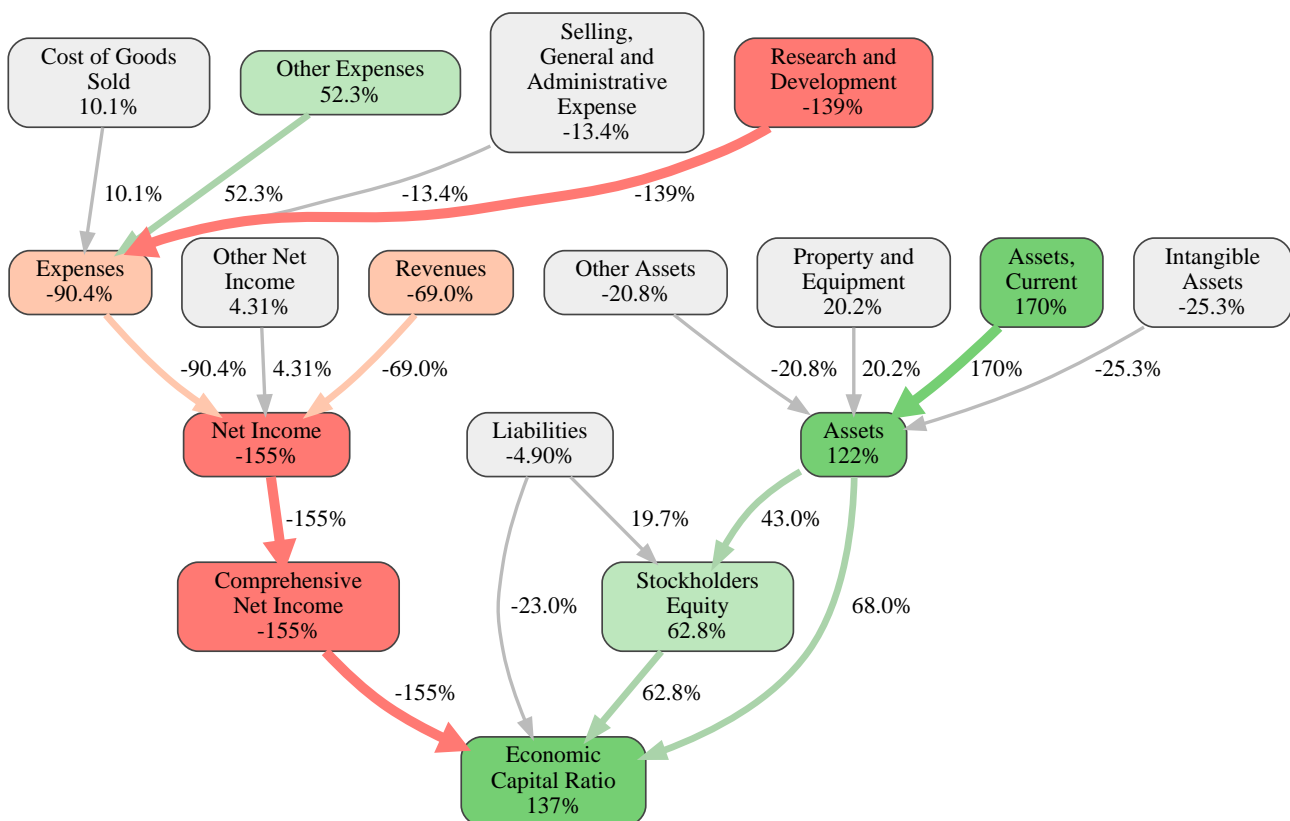 Cost of Goods
Sold
10.1%
Other Expenses
52.3%
Selling,
General and
Administrative
Expense
-13.4%
Research and
Development
-139%
10.1%
52.3%
-13.4%
-139%
Expenses
-90.4%
Other Net
Income
4.31%
Revenues
-69.0%
Other Assets
-20.8%
Property and
Equipment
20.2%
Assets,
Current
170%
Intangible
Assets
-25.3%
-90.4%
4.31%
-69.0%
-20.8%
20.2%
170%
-25.3%
Net Income
-155%
Liabilities
-4.90%
Assets
122%
-155%
19.7%
43.0%
Comprehensive
Net Income
-155%
-23.0%
Stockholders
Equity
62.8%
68.0%
-155%
62.8%
Economic
Capital Ratio
137%